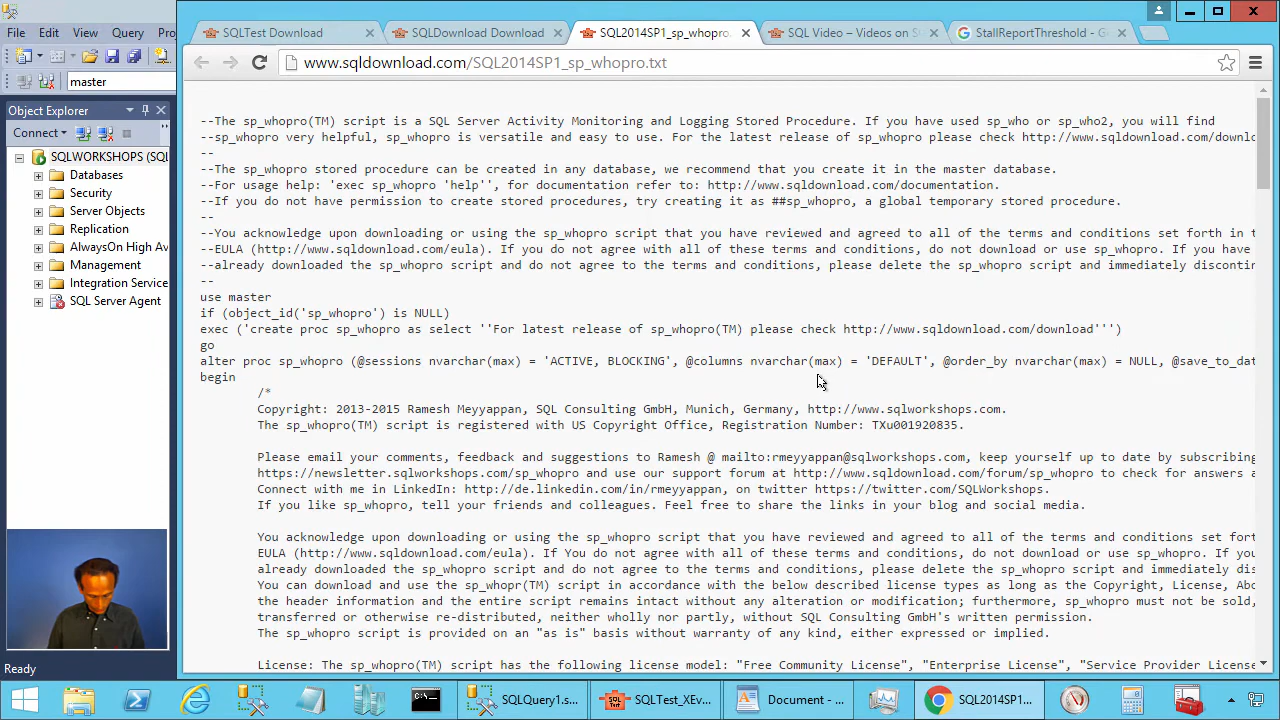 File Edit View Query Pro
master
Object Explorer
Connect
SQLWORKSHOPS (SQL
Databases
Security
Server Objects
Replication
AlwaysOn High Av
Management
Integration Service
SQL Server Agent
Ready
SQLTest Download
SQLDownload Download
SQL2014SP1_sp_whopro.
SQL Video – Videos on S
StallReportThreshold - G
www.sqldownload.com/SQL2014SP1_sp_whopro.txt
--The sp_whopro(TM) script is a SQL Server Activity Monitoring and Logging Stored Procedure. If you have used sp_who or sp_who2, you will find
--sp_whopro very helpful, sp_whopro is versatile and easy to use. For the latest release of sp_whopro please check http://www.sqldownload.com/downlo
--
--The sp_whopro stored procedure can be created in any database, we recommend that you create it in the master database.
--For usage help: 'exec sp_whopro 'help'', for documentation refer to: http://www.sqldownload.com/documentation.
--If you do not have permission to create stored procedures, try creating it as ##sp_whopro, a global temporary stored procedure.
--
--You acknowledge upon downloading or using the sp_whopro script that you have reviewed and agreed to all of the terms and conditions set forth in t
--EULA (http://www.sqldownload.com/eula). If you do not agree with all of these terms and conditions, do not download or use sp_whopro. If you have
--already downloaded the sp_whopro script and do not agree to the terms and conditions, please delete the sp_whopro script and immediately discontin
--
use master
if (object_id('sp_whopro') is NULL)
exec ('create proc sp_whopro as select ''For latest release of sp_whopro(TM) please check http://www.sqldownload.com/download''')
go
alter proc sp_whopro (@sessions nvarchar(max) = 'ACTIVE, BLOCKING', @columns nvarchar(max) = 'DEFAULT', @order_by nvarchar(max) = NULL, @save_to_dat
begin
/*
Copyright: 2013-2015 Ramesh Meyyappan, SQL Consulting GmbH, Munich, Germany, http://www.sqlworkshops.com.
The sp_whopro(TM) script is registered with US Copyright Office, Registration Number: TXu001920835.
Please email your comments, feedback and suggestions to Ramesh @ mailto:rmeyyappan@sqlworkshops.com, keep yourself up to date by subscribing
https://newsletter.sqlworkshops.com/sp_whopro and use our support forum at http://www.sqldownload.com/forum/sp_whopro to check for answers a
Connect with me in LinkedIn: http://de.linkedin.com/in/rmeyyappan, on twitter https://twitter.com/SQLWorkshops.
If you like sp_whopro, tell your friends and colleagues. Feel free to share the links in your blog and social media.
You acknowledge upon downloading or using the sp_whopro script that you have reviewed and agreed to all of the terms and conditions set fort
EULA (http://www.sqldownload.com/eula). If You do not agree with all of these terms and conditions, do not download or use sp_whopro. If you
already downloaded the sp_whopro script and do not agree to the terms and conditions, please delete the sp_whopro script and immediately dis
You can download and use the sp_whopr(TM) script in accordance with the below described license types as long as the Copyright, License, Abo
the header information and the entire script remains intact without any alteration or modification; furthermore, sp_whopro must not be sold,
transferred or otherwise re-distributed, neither wholly nor partly, without SQL Consulting GmbH's written permission.
The sp_whopro script is provided on an "as is" basis without warranty of any kind, either expressed or implied.
License: The sp_whopro(TM) script has the following license model: "Free Community License", "Enterprise License", "Service Provider License
SQLQuery1.s...
SQLTest_XEv...
Document - ...
SQL2014SP1...